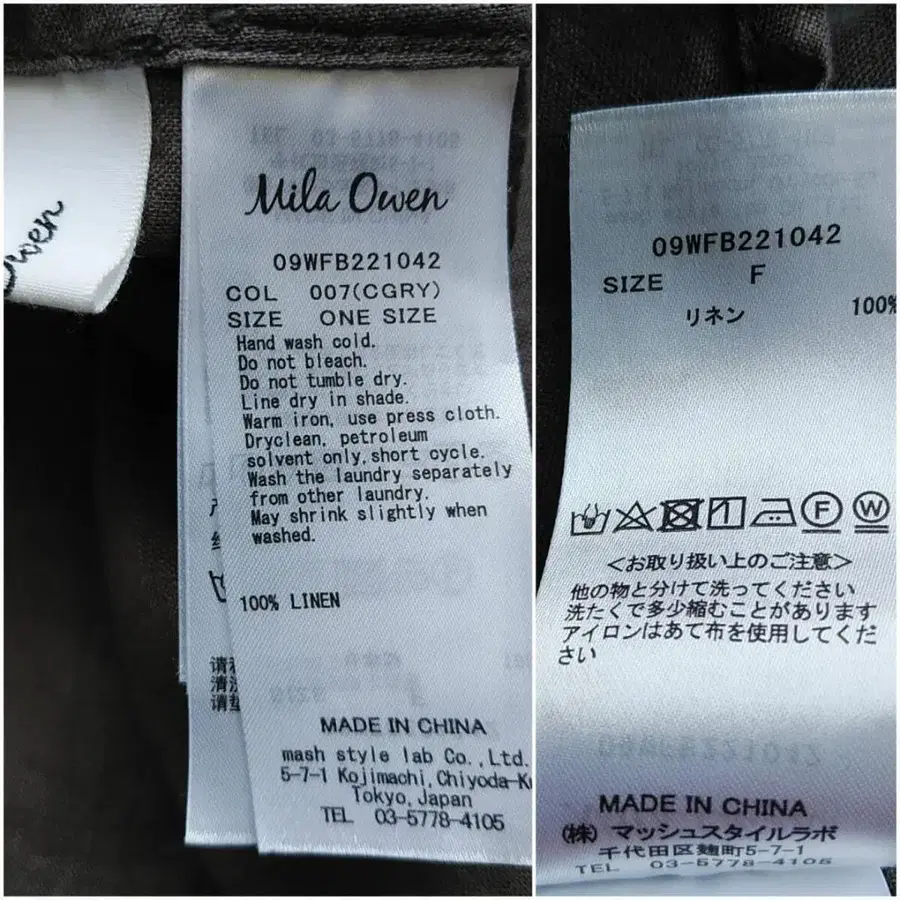 Owen
Mila Owen
09WFB221042
COL 007(CGRY)
SIZE ONE SIZE
Hand wash cold.
Do not bleach.
Do not tumble dry.
Line dry in shade.
Warm iron, use press cloth.
Dryclean, petroleum
solvent only,short cycle.
Wash the laundry separately
from other laundry.
May shrink slightly when
washed.
100% LINEN
请
清
请
MADE IN CHINA
mash style lab Co.,Ltd.
5-7-1 Kojimachi,Chiyoda-K
Tokyo,Japan
TEL 03-5778-4105
09WFB221042
SIZE F
リネン 100%
F W
<お取り扱い上のご注意>
他の物と分けて洗ってください
洗たくで多少縮むことがあります
アイロンはあて布を使用してくだ
さい
MADE IN CHINA
(株) マッシュスタイルラボ
千代田区麹町5-7-1
TEL 03-5778-4105